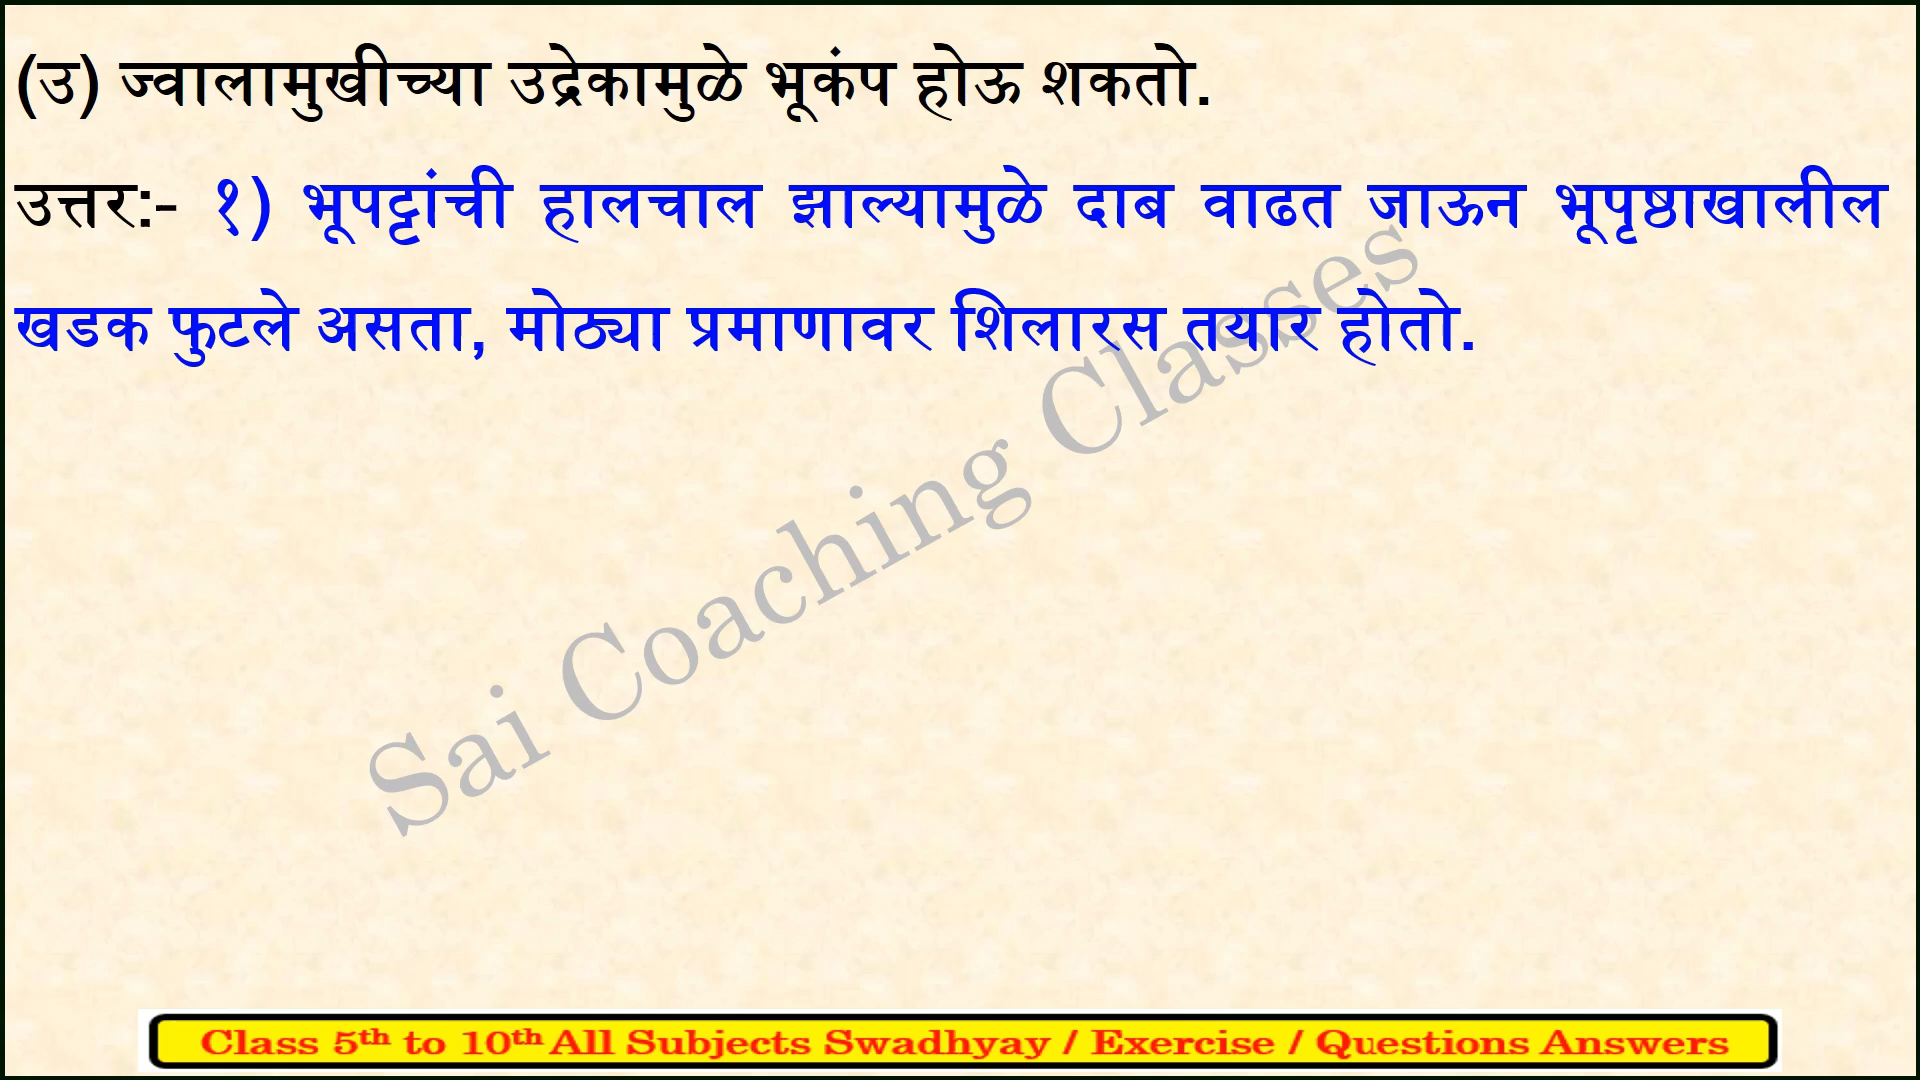 (उ) ज्वालामुखीच्या उद्रेकामुळे भूकंप होऊ शकतो.
उत्तर:- १) भूपट्टांची हालचाल झाल्यामुळे दाब वाढत जाऊन भूपृष्ठाखालील
खडक फुटले असता, मोठ्या प्रमाणावर शिलारस तयार होतो.
Sai Coaching Classes
Class 5th to 10th All Subjects Swadhyay / Exercise / Questions Answers